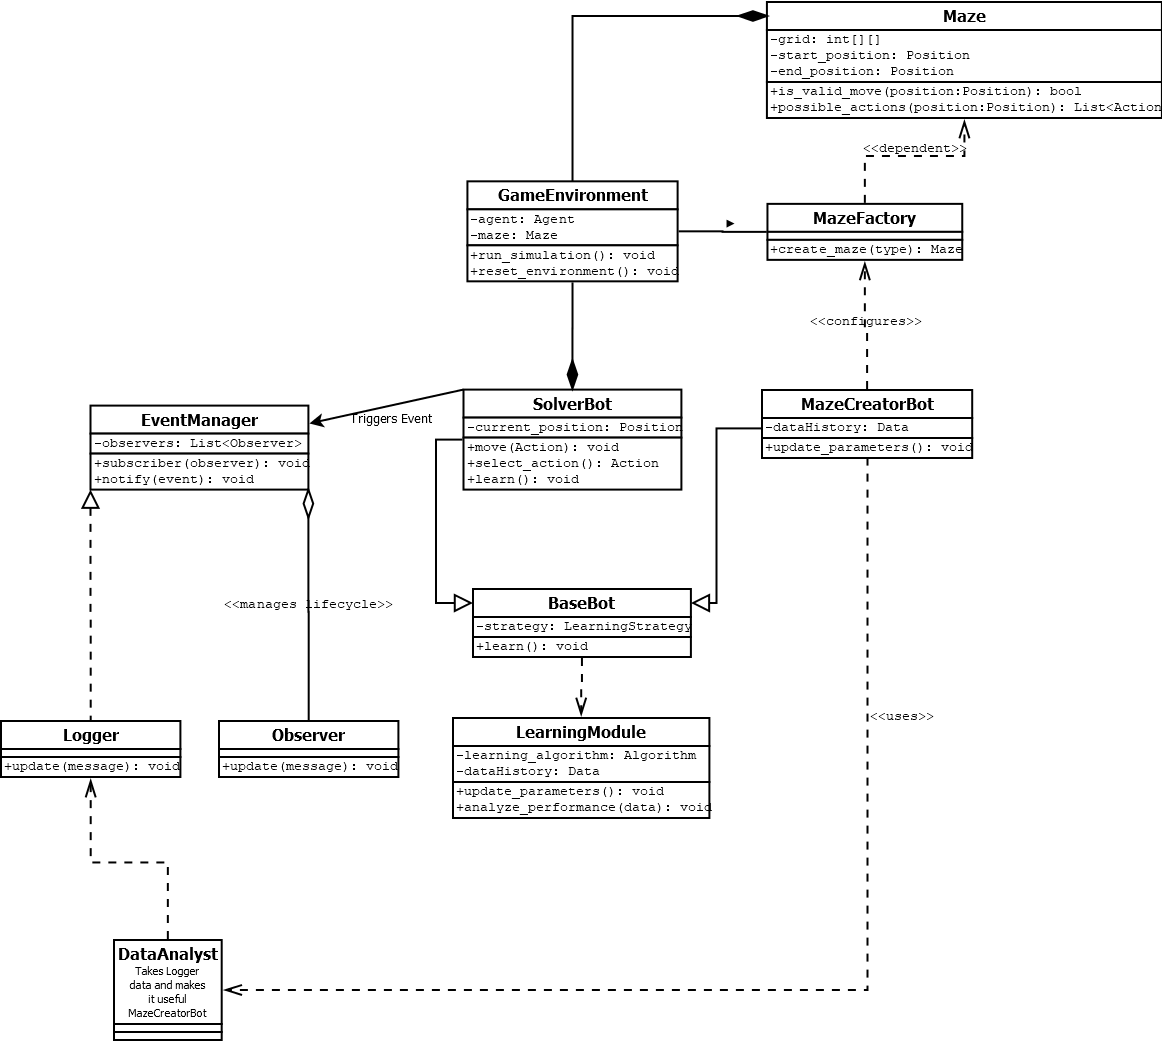 Maze
-grid: int[][]
-start_position: Position
-end_position: Position
+is_valid_move(position:Position): bool
+possible_actions(position:Position): List<Action
<<dependent>>
GameEnvironment
-agent: Agent
-maze: Maze
+run_simulation(): void
+reset_environment(): void
MazeFactory
+create_maze(type): Maze
<<configures>>
EventManager
-observers: List<Observer>
+subscriber(observer): void
+notify(event): void
Triggers Event
SolverBot
-current_position: Position
+move(Action): void
+select_action(): Action
+learn(): void
MazeCreatorBot
-dataHistory: Data
+update_parameters(): void
<<manages lifecycle>>
BaseBot
-strategy: LearningStrategy
+learn(): void
<<uses>>
Logger
+update(message): void
Observer
+update(message): void
LearningModule
-learning_algorithm: Algorithm
-dataHistory: Data
+update_parameters(): void
+analyze_performance(data): void
DataAnalyst
Takes Logger
data and makes
it useful
MazeCreatorBot